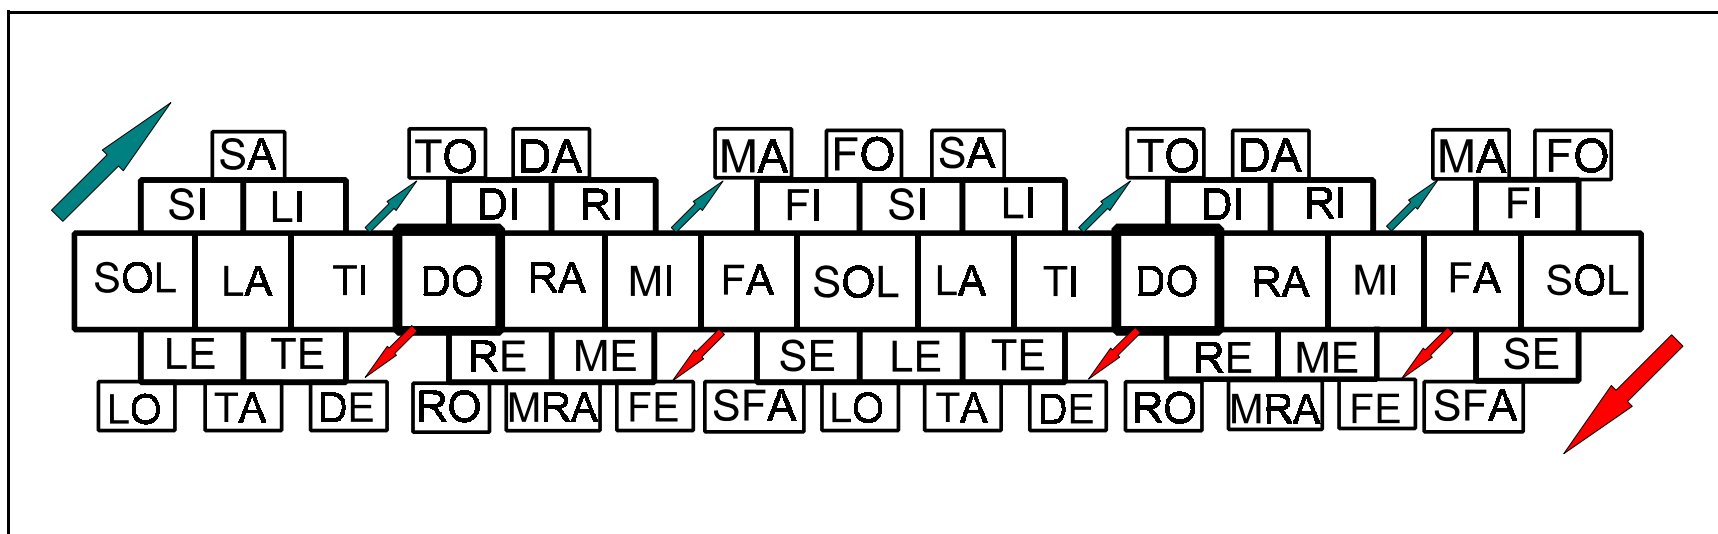 SA TO DA MA FO SA TO DA MA FO
SI LI DI RI FI SI LI DI RI FI
SOL LA TI DO RA MI FA SOL LA TI DO RA MI FA SOL
LE TE RE ME SE LE TE RE ME SE
LO TA DE RO MRA FE SFA LO TA DE RO MRA FE SFA